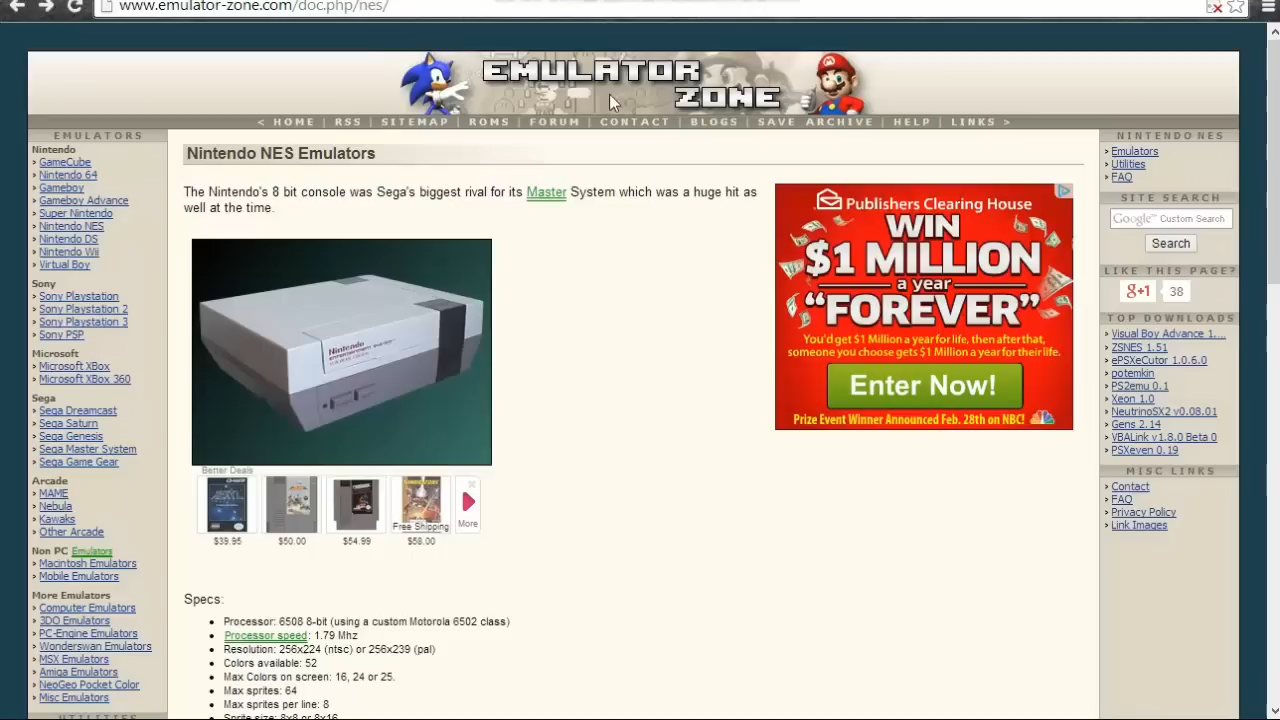 www.emulator-zone.com/doc.php/nes/
EMULATOR
ZONE
< HOME | RSS | SITEMAP | ROMS | FORUM | CONTACT | BLOGS | SAVE ARCHIVE | HELP | LINKS >
EMULATORS
Nintendo
GameCube
Nintendo 64
Gameboy
Gameboy Advance
Super Nintendo
Nintendo NES
Nintendo DS
Nintendo Wii
Virtual Boy
Sony
Sony Playstation
Sony Playstation 2
Sony Playstation 3
Sony PSP
Microsoft
Microsoft XBox
Microsoft XBox 360
Sega
Sega Dreamcast
Sega Saturn
Sega Genesis
Sega Master System
Sega Game Gear
Arcade
MAME
Nebula
Kawaks
Other Arcade
Non PC Emulators
Macintosh Emulators
Mobile Emulators
More Emulators
Computer Emulators
3DO Emulators
PC-Engine Emulators
Wonderswan Emulators
MSX Emulators
Amiga Emulators
NeoGeo Pocket Color
Misc Emulators
UTILITIES
Nintendo NES Emulators
The Nintendo's 8 bit console was Sega's biggest rival for its Master System which was a huge hit as
well at the time.
Nintendo
Better Deals
Free Shipping
More
$39.95 $50.00 $54.99 $58.00
Specs:
Processor: 6508 8-bit (using a custom Motorola 6502 class)
Processor speed: 1.79 Mhz
Resolution: 256x224 (ntsc) or 256x239 (pal)
Colors available: 52
Max Colors on screen: 16, 24 or 25.
Max sprites: 64
Max sprites per line: 8
Sprite size: 8x8 or 8x16
Publishers Clearing House
WIN
$1 MILLION
a year
"FOREVER"
You'd get $1 Million a year for life, then after that,
someone you choose gets $1 Million a year for their life.
Enter Now!
Prize Event Winner Announced Feb. 28th on NBC!
NINTENDO NES
Emulators
Utilities
FAQ
SITE SEARCH
Google™ Custom Search
Search
LIKE THIS PAGE?
g+1 38
TOP DOWNLOADS
Visual Boy Advance 1....
ZSNES 1.51
ePSXeCutor 1.0.6.0
potemkin
PS2emu 0.1
Xeon 1.0
NeutrinoSX2 v0.08.01
Gens 2.14
VBALink v1.8.0 Beta 0
PSXeven 0.19
MISC LINKS
Contact
FAQ
Privacy Policy
Link Images